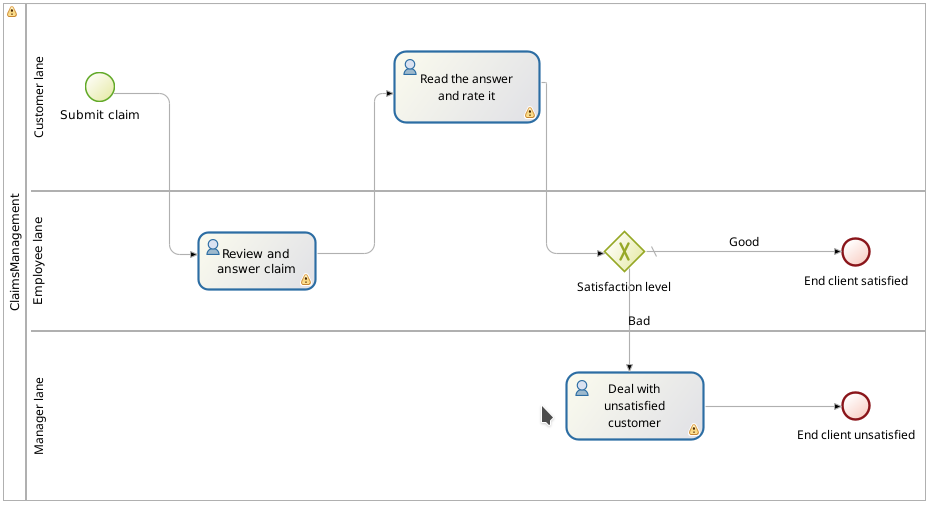 ClaimsManagement
Customer lane
Submit claim
Read the answer
and rate it
Employee lane
Review and
answer claim
Satisfaction level
Good
End client satisfied
Bad
Manager lane
Deal with
unsatisfied
customer
End client unsatisfied